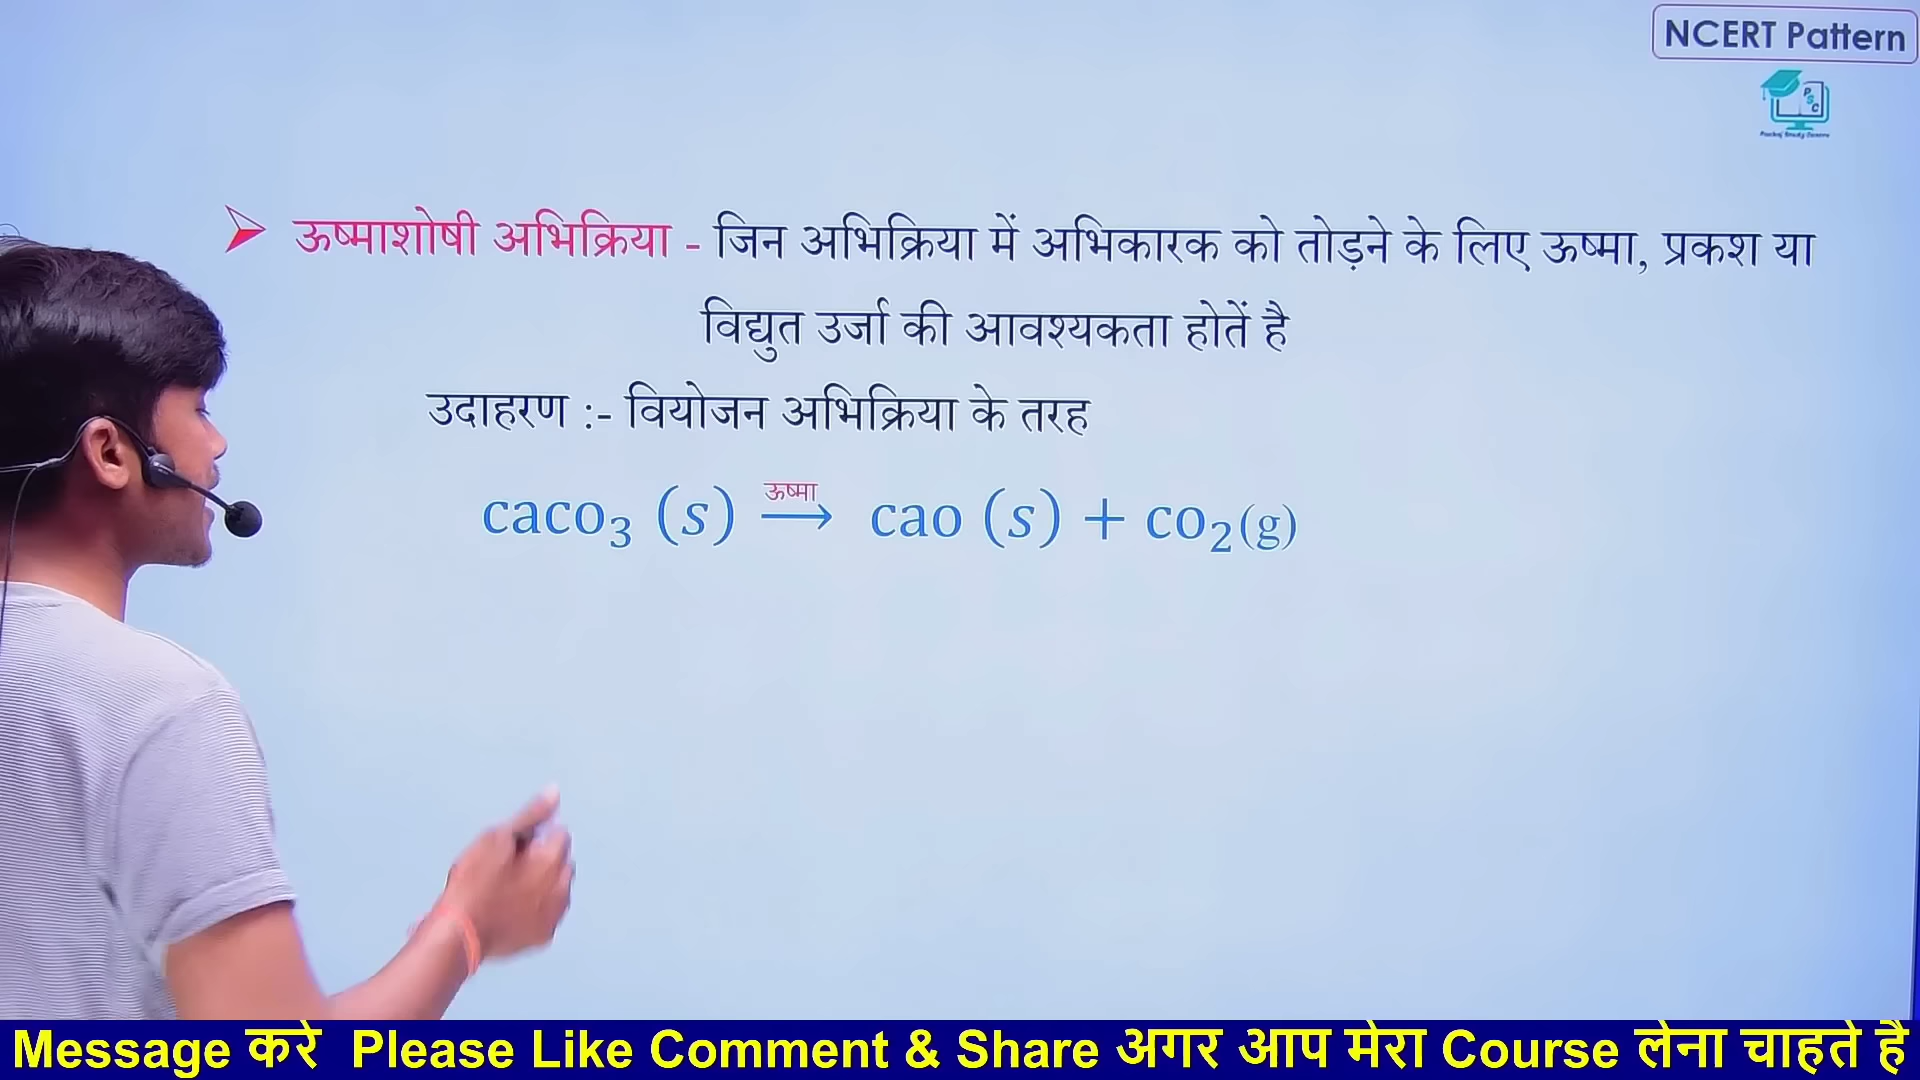 NCERT Pattern
PSC
ऊष्माशोषी अभिक्रिया - जिन अभिक्रिया में अभिकारक को तोड़ने के लिए ऊष्मा, प्रकश या
विद्युत उर्जा की आवश्यकता होतें है
उदाहरण :- वियोजन अभिक्रिया के तरह
caco₃ (s) ऊष्मा→ cao (s) + co₂(g)
Message करे Please Like Comment & Share अगर आप मेरा Course लेना चाहते है